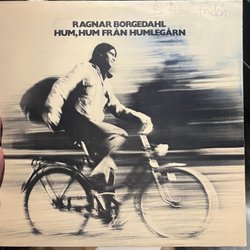 RAGNAR BORGEDAHL
HUM, HUM FRÅN HUMLEGÅRN